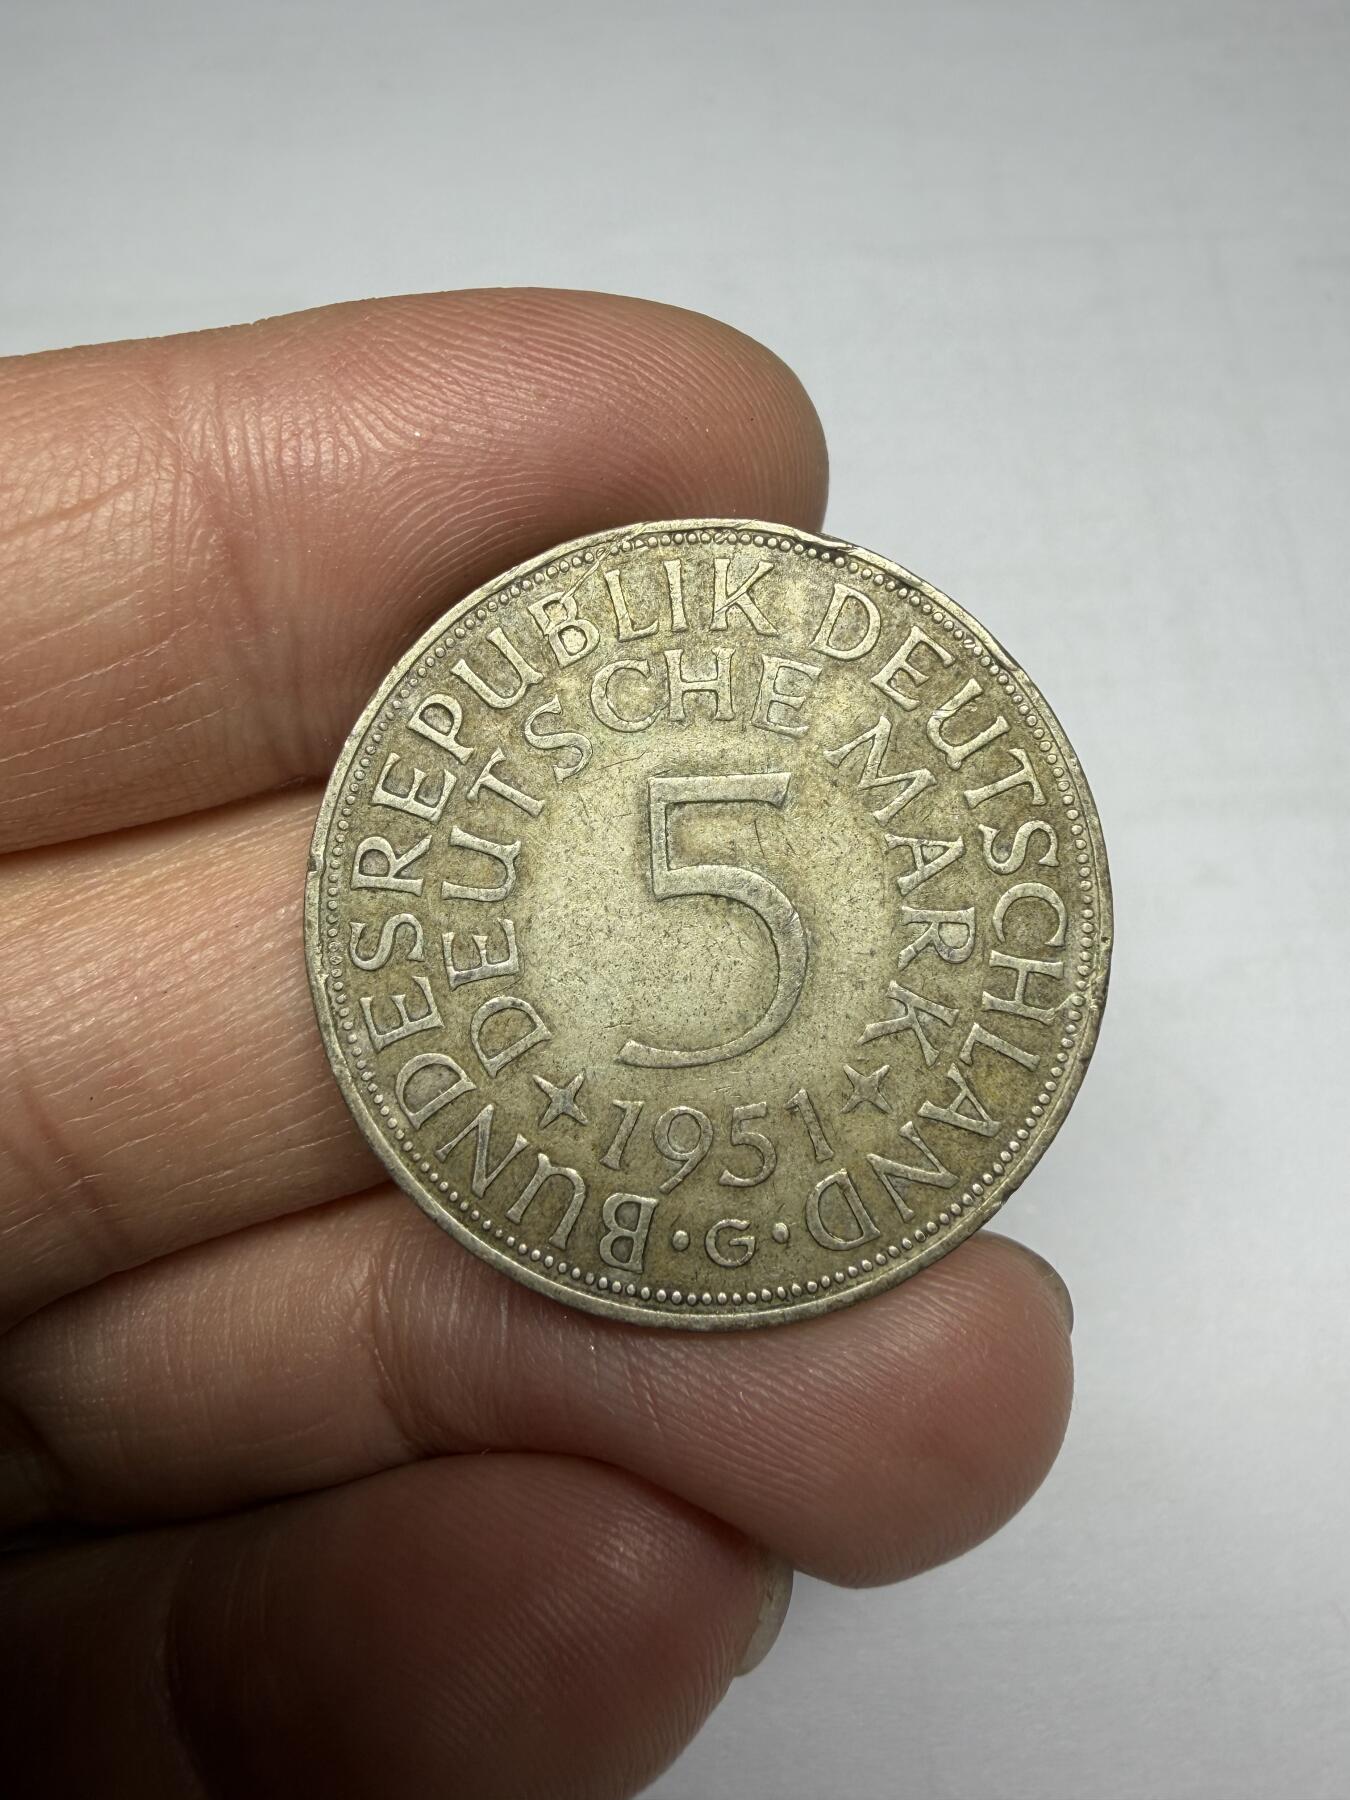 BUNDESREPUBLIK DEUTSCHLAND
DEUTSCHE MARK
5
1951
·G·